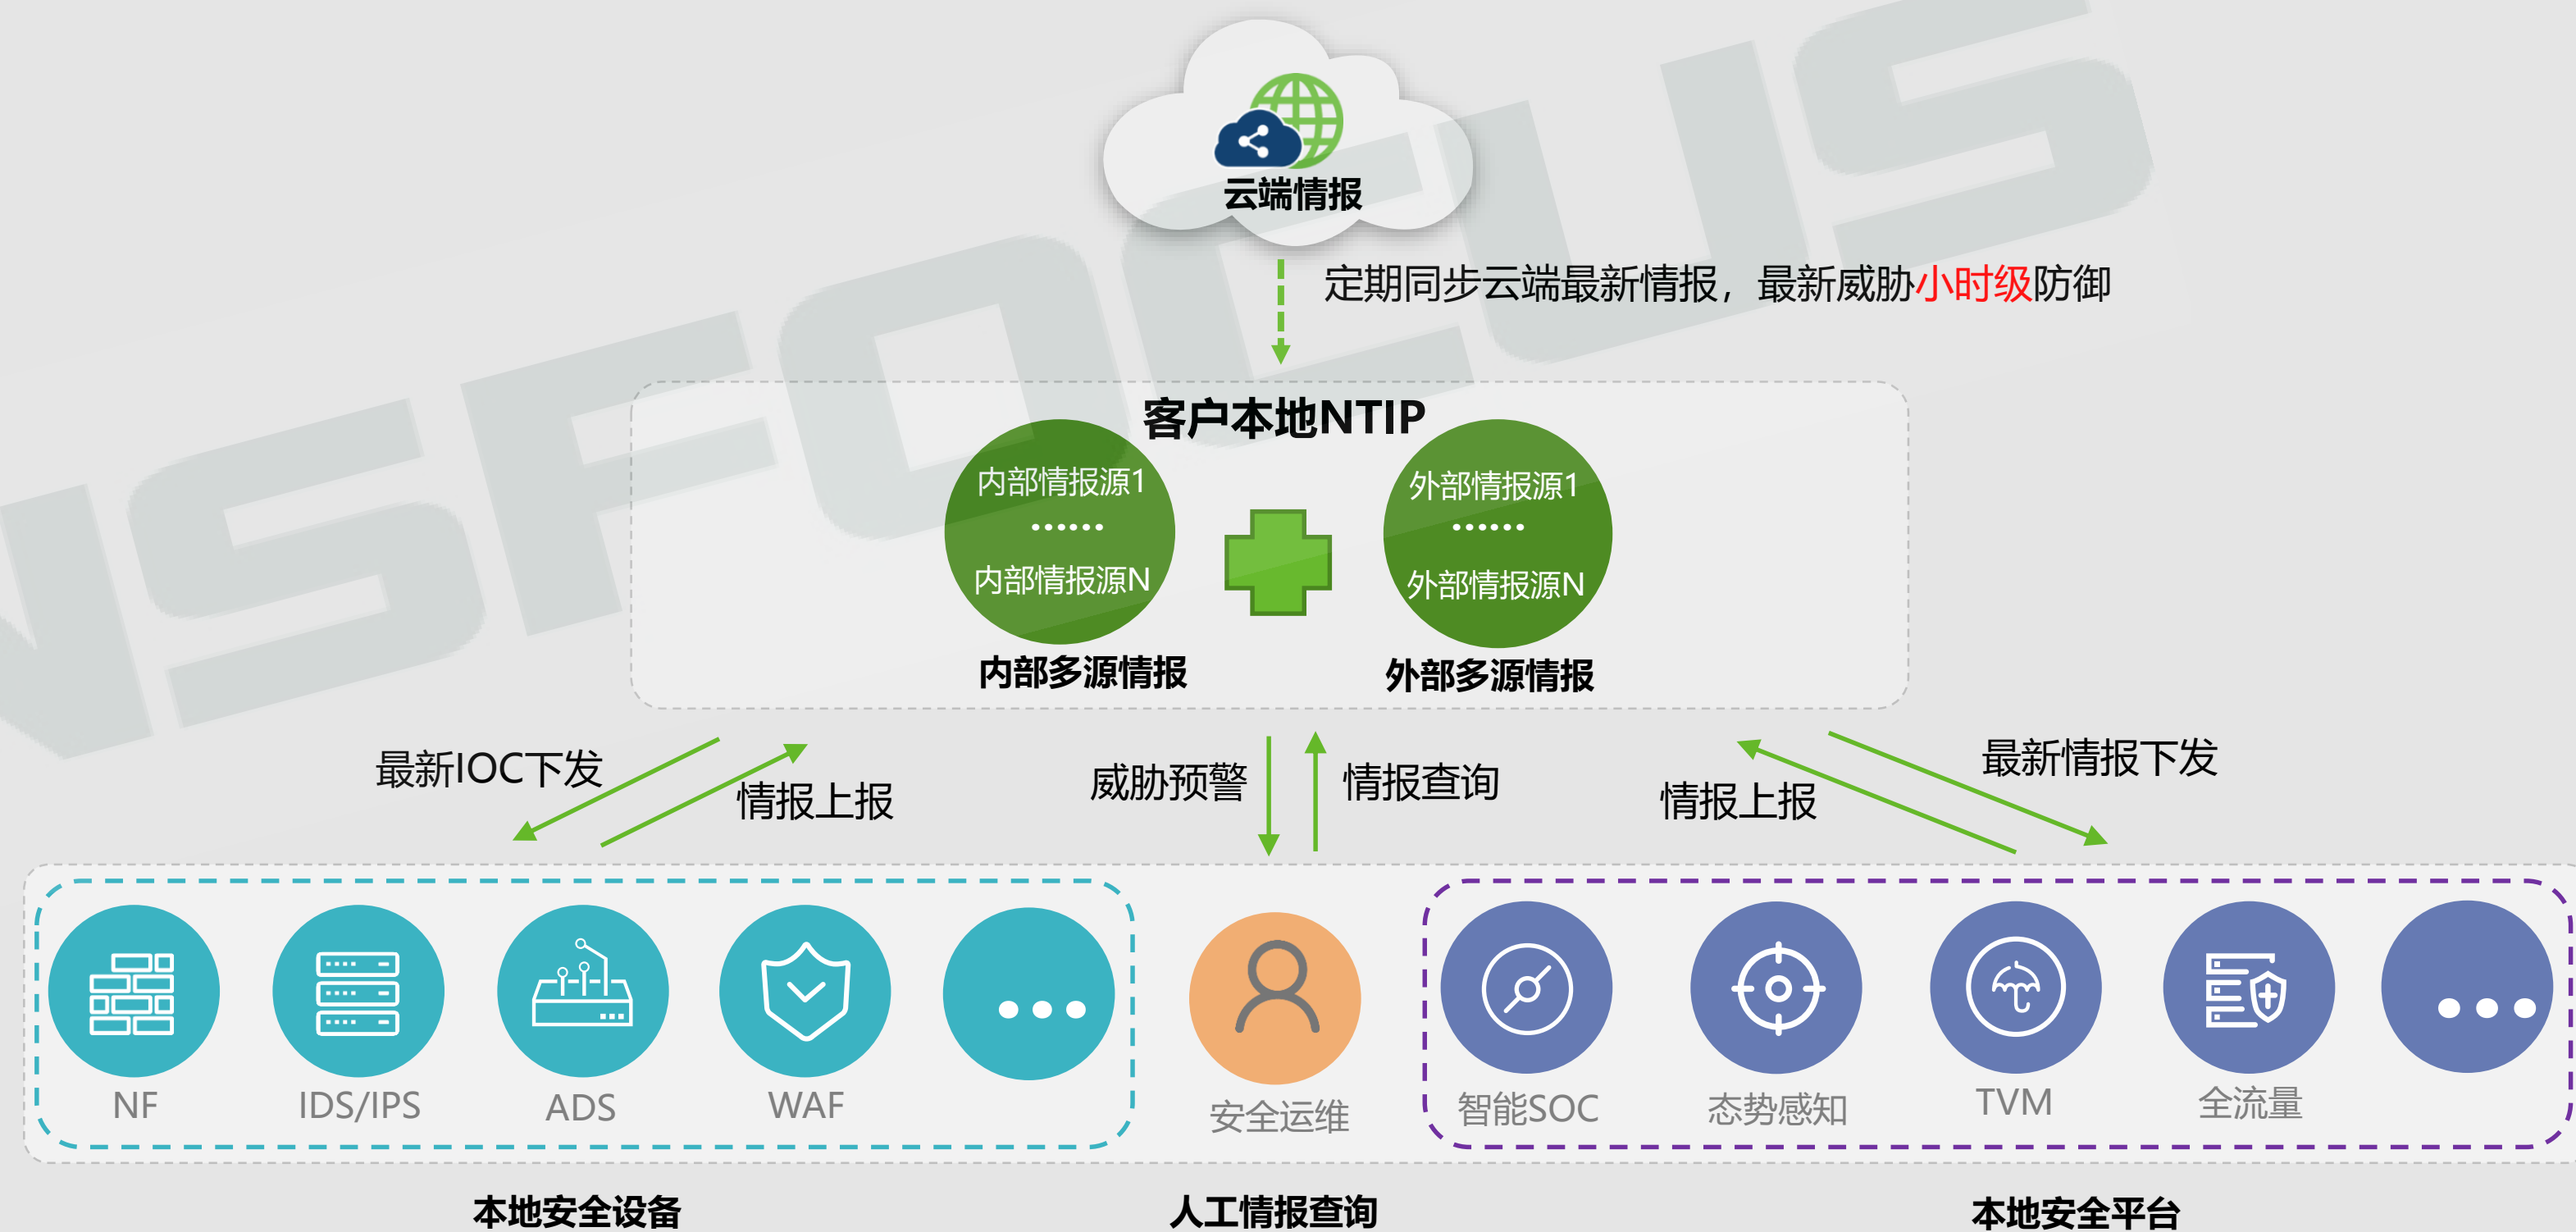 NSFOCUS
云端情报
定期同步云端最新情报，最新威胁小时级防御
客户本地NTIP
内部情报源1
......
内部情报源N
外部情报源1
......
外部情报源N
内部多源情报
外部多源情报
最新IOC下发
情报上报
威胁预警
情报查询
情报上报
最新情报下发
NF
IDS/IPS
ADS
WAF
安全运维
智能SOC
态势感知
TVM
全流量
本地安全设备
人工情报查询
本地安全平台